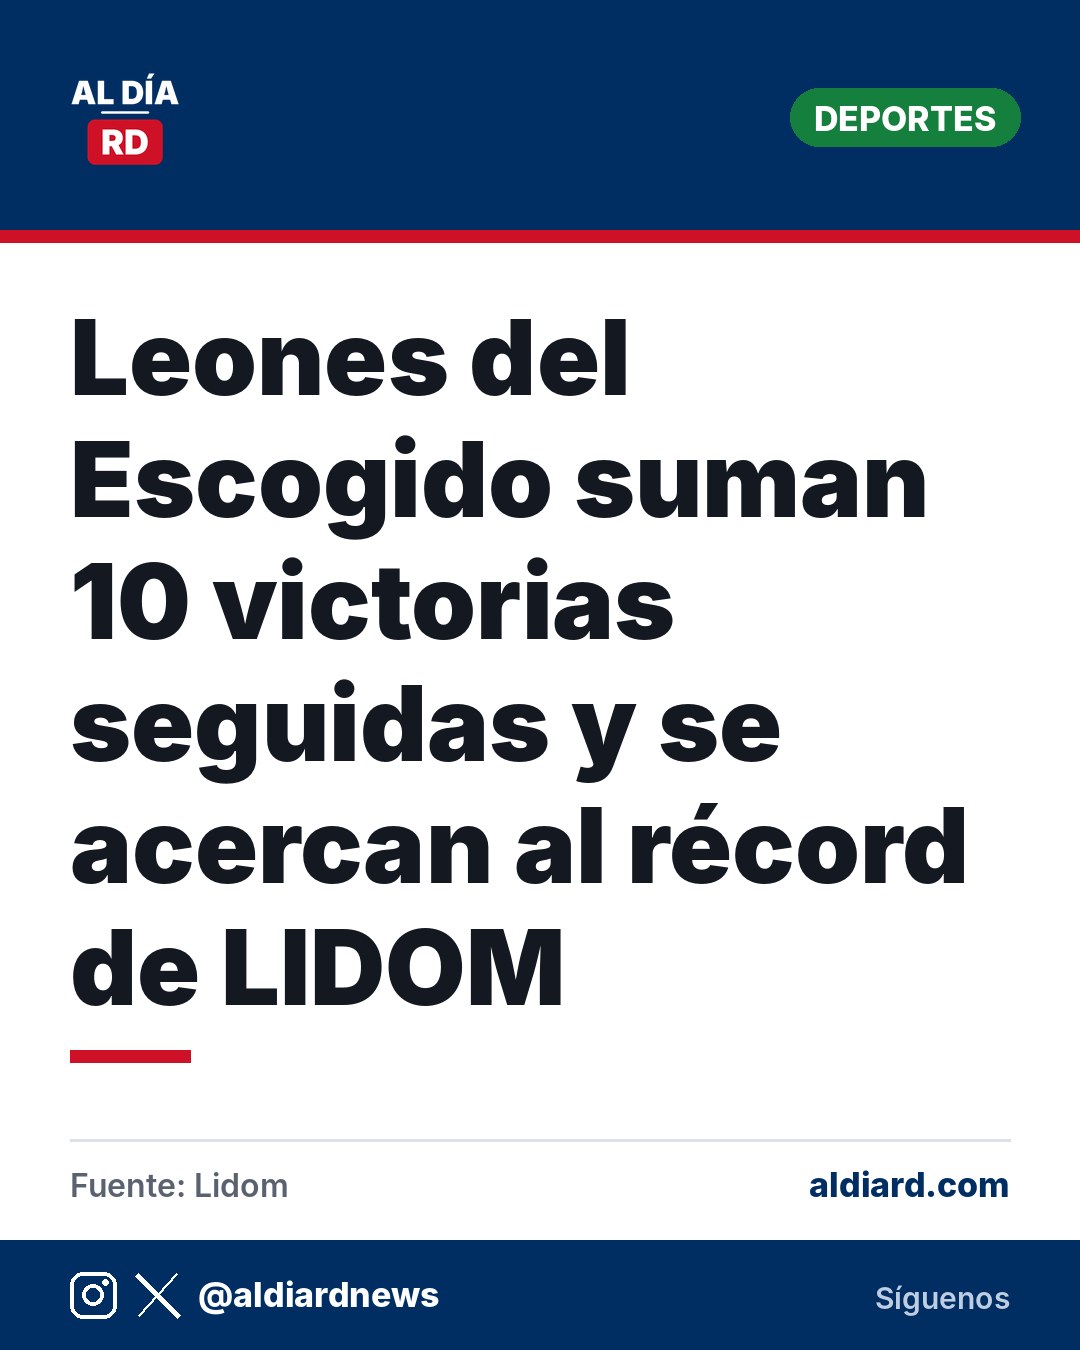 AL DÍA
RD
DEPORTES
Leones del
Escogido suman
10 victorias
seguidas y se
acercan al récord
de LIDOM
Fuente: Lidom
aldiard.com
@aldiardnews
Síguenos